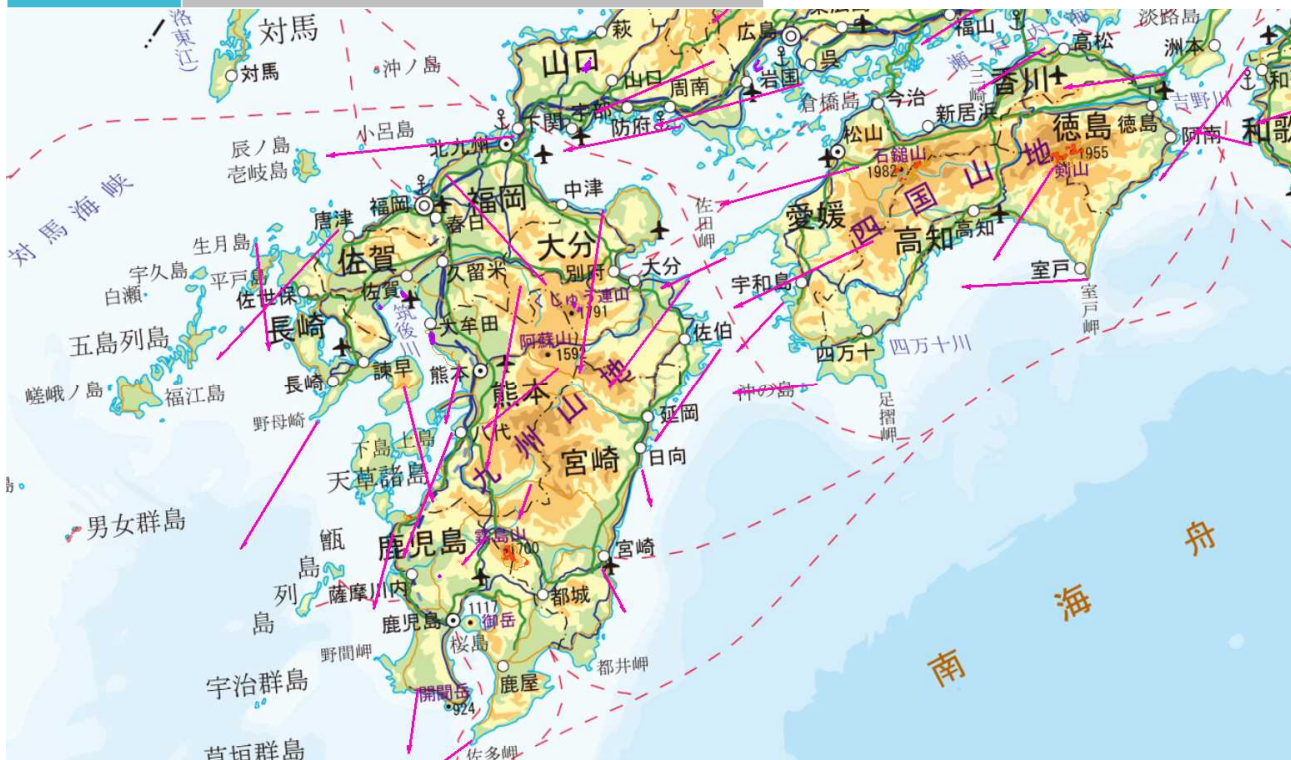 洛東江(
対馬
対馬
沖ノ島
小呂島
辰ノ島
壱岐島
対馬海峡
萩
山口
山口
宇部
下関
防府
周南
岩国
広島
呉
倉橋島
福山
瀬戸内海
三崎
高松
香川
淡路島
洲本
今治
新居浜
松山
石鎚山
1982
愛媛
四国山地
徳島
徳島
1955
剣山
吉野川
阿南
高知
高知
室戸
室戸岬
佐田岬
宇和島
四万十
四万十川
足摺岬
沖の島
北九州
福岡
福岡
春日
中津
唐津
佐賀
佐賀
久留米
筑後川
大牟田
大分
別府
大分
くじゅう連山
1791
阿蘇山
1592
佐伯
生月島
平戸島
宇久島
白瀬
佐世保
長崎
長崎
諫早
五島列島
嵯峨ノ島
福江島
野母崎
熊本
熊本
八代
九州山地
下島
上島
天草諸島
延岡
日向
宮崎
宮崎
男女群島
甑島列島
鹿児島
霧島山
1700
薩摩川内
鹿児島
1117
御岳
桜島
都城
都井岬
鹿屋
野間岬
宇治群島
開聞岳
924
草垣群島
佐多岬
南海舟